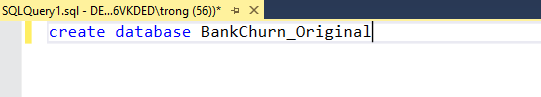 SQLQuery1.sql - DE...6VKDED\trong (56))*
create database BankChurn_Original